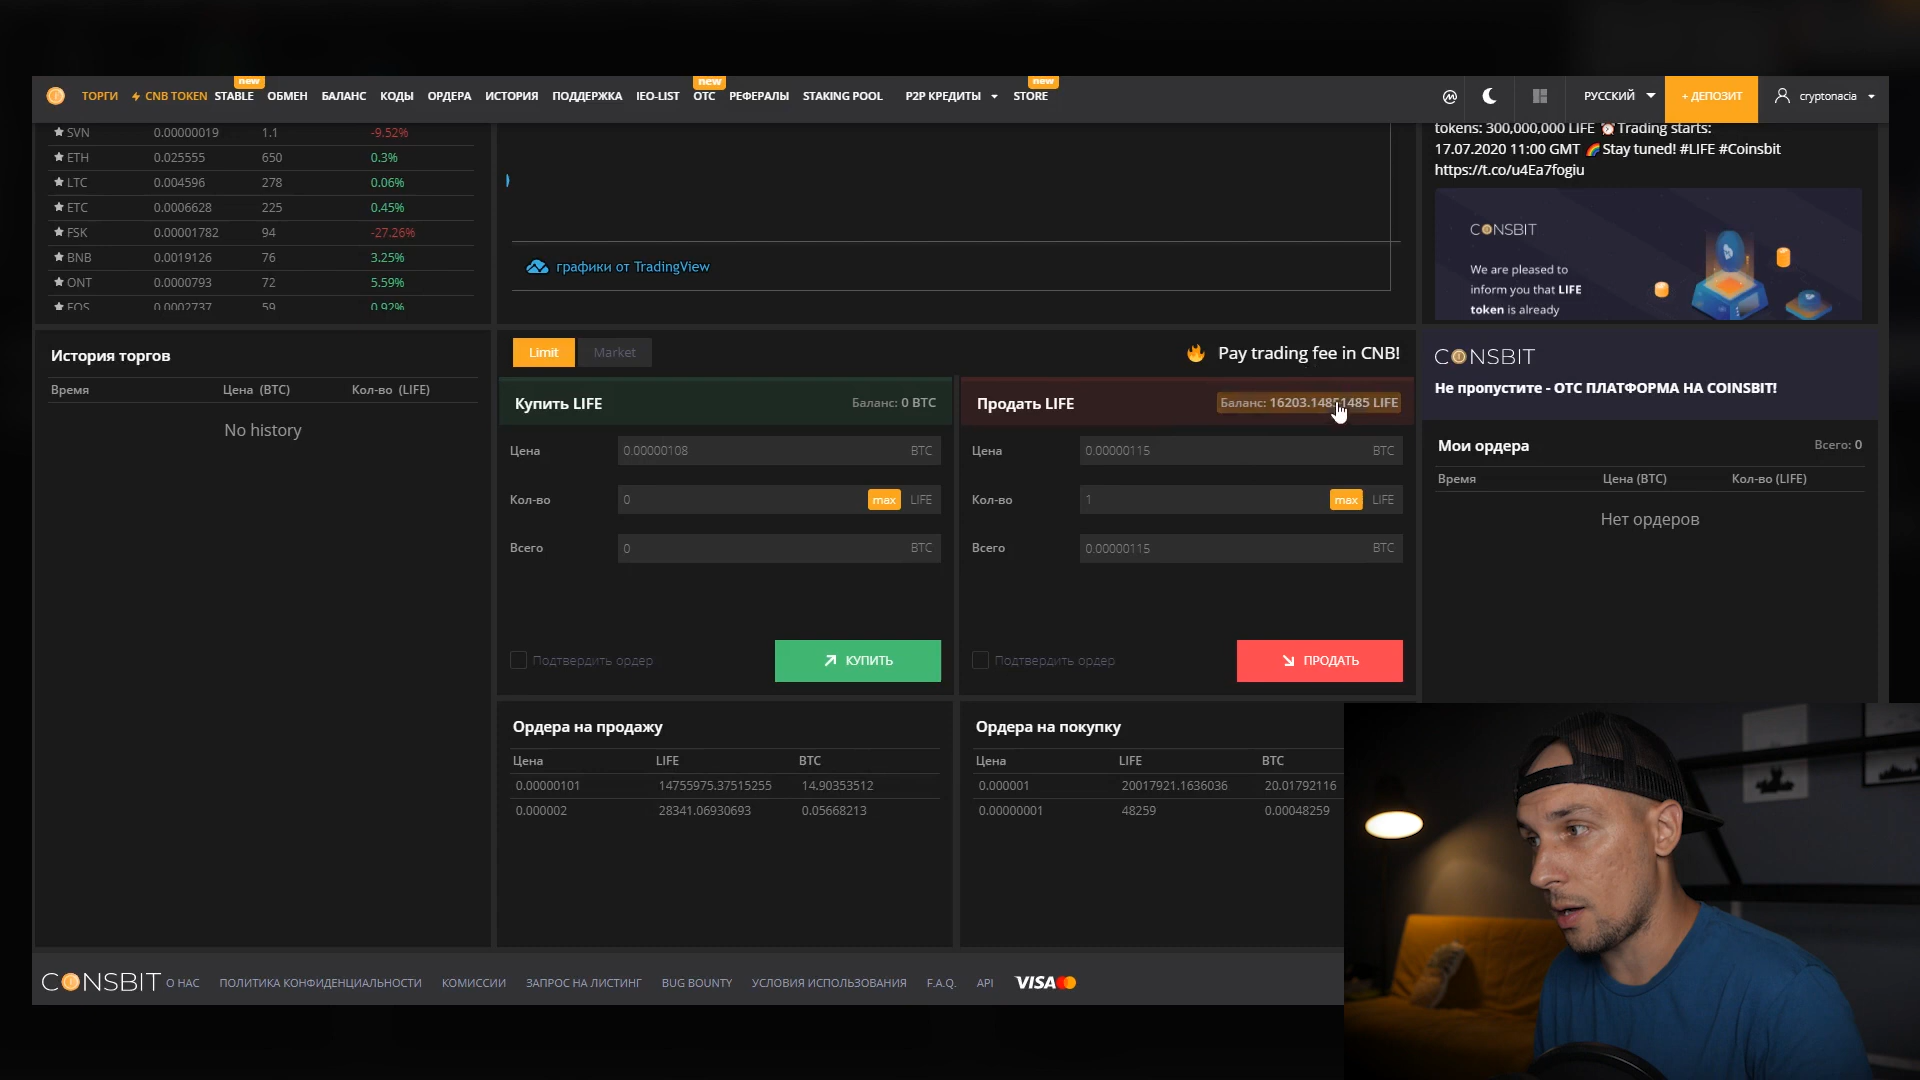 ТОРГИ CNB TOKEN STABLE new ОБМЕН БАЛАНС КОДЫ ОРДЕРА ИСТОРИЯ ПОДДЕРЖКА IEO-LIST OTC new РЕФЕРАЛЫ STAKING POOL P2P КРЕДИТЫ STORE new РУССКИЙ + ДЕПОЗИТ cryptonacia
SVN 0.00000019 1.1 -9.52%
ETH 0.025555 650 0.3%
LTC 0.004596 278 0.06%
ETC 0.0006628 225 0.45%
FSK 0.00001782 94 -27.26%
BNB 0.0019126 76 3.25%
ONT 0.0000793 72 5.59%
EOS 0.0002737 59 0.92%
графики от TradingView
tokens: 300,000,000 LIFE ⏰Trading starts:
17.07.2020 11:00 GMT 🌈Stay tuned! #LIFE #Coinsbit
https://t.co/u4Ea7fogiu
COINSBIT
We are pleased to
inform you that LIFE
token is already
История торгов
Время Цена (BTC) Кол-во (LIFE)
No history
Limit Market
🔥 Pay trading fee in CNB!
Купить LIFE Баланс: 0 BTC
Цена 0.00000108 BTC
Кол-во 0 max LIFE
Всего 0 BTC
Подтвердить ордер КУПИТЬ
Продать LIFE Баланс: 16203.14851485 LIFE
Цена 0.00000115 BTC
Кол-во 1 max LIFE
Всего 0.00000115 BTC
Подтвердить ордер ПРОДАТЬ
COINSBIT
Не пропустите - OTC ПЛАТФОРМА НА COINSBIT!
Мои ордера Всего: 0
Время Цена (BTC) Кол-во (LIFE)
Нет ордеров
Ордера на продажу
Цена LIFE BTC
0.00000101 14755975.37515255 14.90353512
0.000002 28341.06930693 0.05668213
Ордера на покупку
Цена LIFE BTC
0.000001 20017921.1636036 20.01792116
0.00000001 48259 0.00048259
COINSBIT О НАС ПОЛИТИКА КОНФИДЕНЦИАЛЬНОСТИ КОМИССИИ ЗАПРОС НА ЛИСТИНГ BUG BOUNTY УСЛОВИЯ ИСПОЛЬЗОВАНИЯ F.A.Q. API VISA